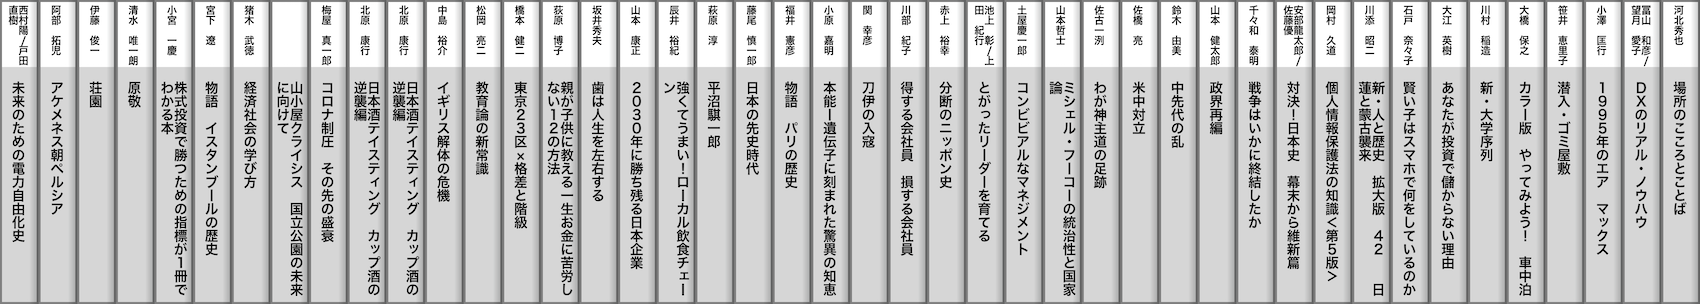 河北秀也
場所のこころとことば
冨山　和彦/
望月　愛子
DXのリアル・ノウハウ
小澤　匡行
1995年のエア　マックス
笹井　恵里子
潜入・ゴミ屋敷
大橋　保之
カラー版　やってみよう！　車中泊
川村　稲造
新・大学序列
大江　英樹
あなたが投資で儲からない理由
石戸　奈々子
賢い子はスマホで何をしているのか
川添　昭二
新・人と歴史　拡大版　42　日
蓮と蒙古襲来
岡村　久道
個人情報保護法の知識＜第5版＞
安部龍太郎/
佐藤優
対決！日本史　幕末から維新篇
千々和　泰明
戦争はいかに終結したか
山本　健太郎
政界再編
鈴木　由美
中先代の乱
佐橋　亮
米中対立
佐古一洌
わが神主道の足跡
山本哲士
ミシェル・フーコーの統治性と国家
論
土屋慶一郎
コンビビアルなマネジメント
池上　彰/上
田　紀行
とがったリーダーを育てる
赤上　裕幸
分断のニッポン史
川部　紀子
得する会社員　損する会社員
関　幸彦
刀伊の入寇
小原　嘉明
本能―遺伝子に刻まれた驚異の知恵
福井　憲彦
物語　パリの歴史
藤尾　慎一郎
日本の先史時代
萩原　淳
平沼騏一郎
辰井　裕紀
強くてうまい！ローカル飲食チェー
ン
山本　康正
2030年に勝ち残る日本企業
坂井秀夫
歯は人生を左右する
荻原　博子
親が子供に教える一生お金に苦労し
ない12の方法
橋本　健二
東京23区×格差と階級
松岡　亮二
教育論の新常識
中島　裕介
イギリス解体の危機
北原　康行
日本酒テイスティング　カップ酒の
逆襲編
北原　康行
日本酒テイスティング　カップ酒の
逆襲編
梅屋　真一郎
コロナ制圧　その先の盛衰
山小屋クライシス　国立公園の未来
に向けて
猪木　武徳
経済社会の学び方
宮下　遼
物語　イスタンブールの歴史
小宮　一慶
株式投資で勝つための指標が1冊で
わかる本
清水　唯一朗
原敬
伊藤　俊一
荘園
阿部　拓児
アケメネス朝ペルシア
西村陽/戸田
直樹
未来のための電力自由化史